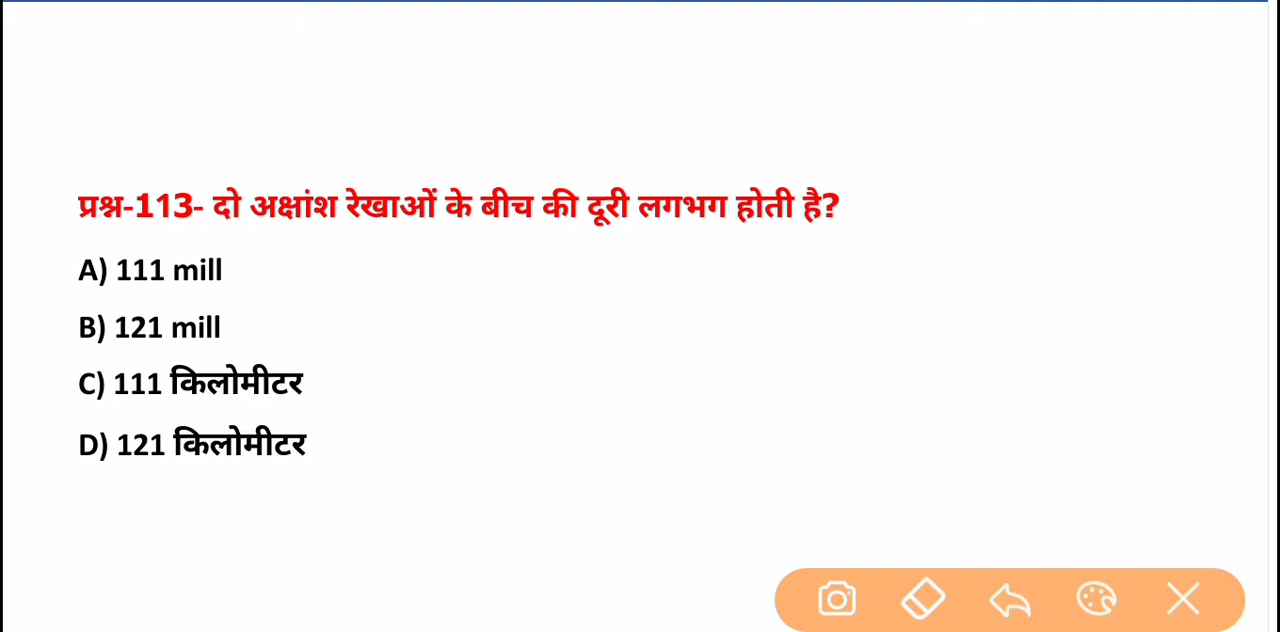 प्रश्न-113- दो अक्षांश रेखाओं के बीच की दूरी लगभग होती है?
A) 111 mill
B) 121 mill
C) 111 किलोमीटर
D) 121 किलोमीटर